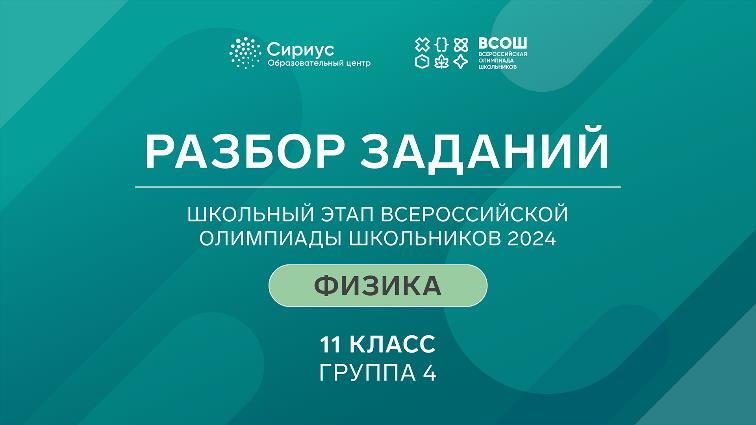 Сириус
Образовательный центр
ВСОШ
ВСЕРОССИЙСКАЯ
ОЛИМПИАДА
ШКОЛЬНИКОВ
РАЗБОР ЗАДАНИЙ
ШКОЛЬНЫЙ ЭТАП ВСЕРОССИЙСКОЙ
ОЛИМПИАДЫ ШКОЛЬНИКОВ 2024
ФИЗИКА
11 КЛАСС
ГРУППА 4